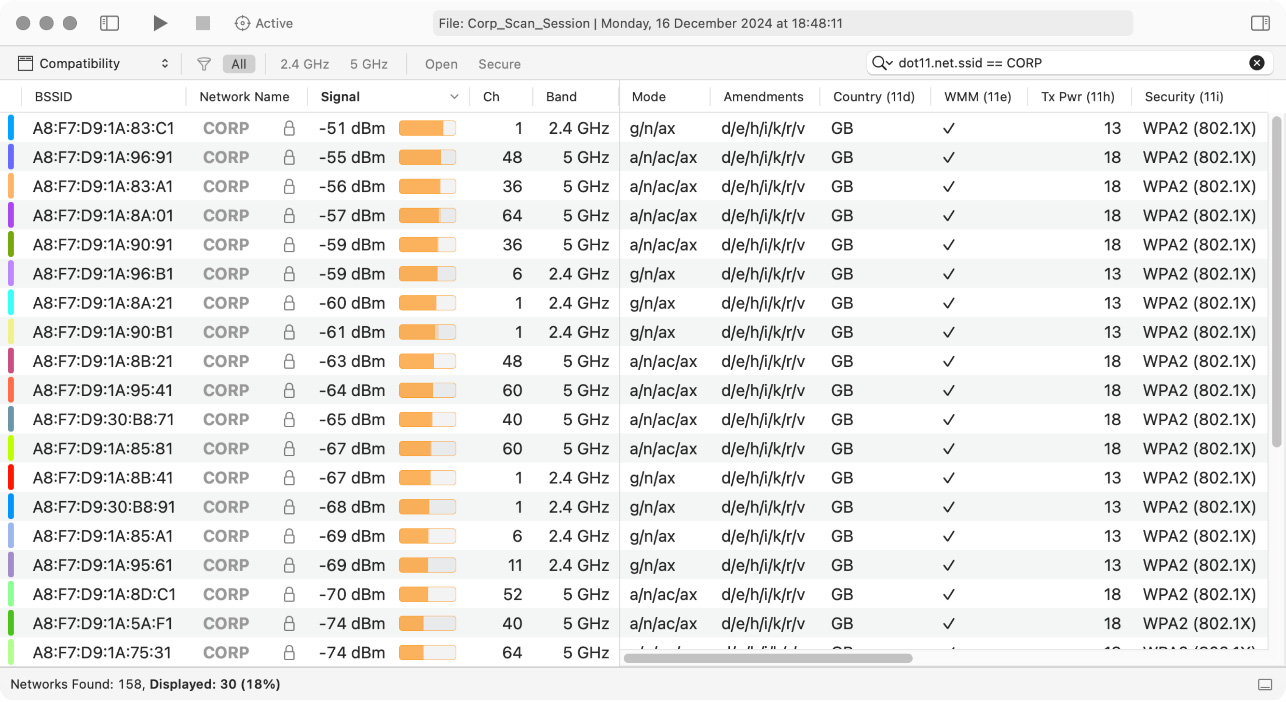 Active
File: Corp_Scan_Session | Monday, 16 December 2024 at 18:48:11
Compatibility All 2.4 GHz 5 GHz Open Secure dot11.net.ssid == CORP
BSSID Network Name Signal Ch Band Mode Amendments Country (11d) WMM (11e) Tx Pwr (11h) Security (11i)
A8:F7:D9:1A:83:C1 CORP -51 dBm 1 2.4 GHz g/n/ax d/e/h/i/k/r/v GB ✓ 13 WPA2 (802.1X)
A8:F7:D9:1A:96:91 CORP -55 dBm 48 5 GHz a/n/ac/ax d/e/h/i/k/r/v GB ✓ 18 WPA2 (802.1X)
A8:F7:D9:1A:83:A1 CORP -56 dBm 36 5 GHz a/n/ac/ax d/e/h/i/k/r/v GB ✓ 18 WPA2 (802.1X)
A8:F7:D9:1A:8A:01 CORP -57 dBm 64 5 GHz a/n/ac/ax d/e/h/i/k/r/v GB ✓ 18 WPA2 (802.1X)
A8:F7:D9:1A:90:91 CORP -59 dBm 36 5 GHz a/n/ac/ax d/e/h/i/k/r/v GB ✓ 18 WPA2 (802.1X)
A8:F7:D9:1A:96:B1 CORP -59 dBm 6 2.4 GHz g/n/ax d/e/h/i/k/r/v GB ✓ 13 WPA2 (802.1X)
A8:F7:D9:1A:8A:21 CORP -60 dBm 1 2.4 GHz g/n/ax d/e/h/i/k/r/v GB ✓ 13 WPA2 (802.1X)
A8:F7:D9:1A:90:B1 CORP -61 dBm 1 2.4 GHz g/n/ax d/e/h/i/k/r/v GB ✓ 13 WPA2 (802.1X)
A8:F7:D9:1A:8B:21 CORP -63 dBm 48 5 GHz a/n/ac/ax d/e/h/i/k/r/v GB ✓ 18 WPA2 (802.1X)
A8:F7:D9:1A:95:41 CORP -64 dBm 60 5 GHz a/n/ac/ax d/e/h/i/k/r/v GB ✓ 18 WPA2 (802.1X)
A8:F7:D9:30:B8:71 CORP -65 dBm 40 5 GHz a/n/ac/ax d/e/h/i/k/r/v GB ✓ 18 WPA2 (802.1X)
A8:F7:D9:1A:85:81 CORP -67 dBm 60 5 GHz a/n/ac/ax d/e/h/i/k/r/v GB ✓ 18 WPA2 (802.1X)
A8:F7:D9:1A:8B:41 CORP -67 dBm 1 2.4 GHz g/n/ax d/e/h/i/k/r/v GB ✓ 13 WPA2 (802.1X)
A8:F7:D9:30:B8:91 CORP -68 dBm 1 2.4 GHz g/n/ax d/e/h/i/k/r/v GB ✓ 13 WPA2 (802.1X)
A8:F7:D9:1A:85:A1 CORP -69 dBm 6 2.4 GHz g/n/ax d/e/h/i/k/r/v GB ✓ 13 WPA2 (802.1X)
A8:F7:D9:1A:95:61 CORP -69 dBm 11 2.4 GHz g/n/ax d/e/h/i/k/r/v GB ✓ 13 WPA2 (802.1X)
A8:F7:D9:1A:8D:C1 CORP -70 dBm 52 5 GHz a/n/ac/ax d/e/h/i/k/r/v GB ✓ 18 WPA2 (802.1X)
A8:F7:D9:1A:5A:F1 CORP -74 dBm 40 5 GHz a/n/ac/ax d/e/h/i/k/r/v GB ✓ 18 WPA2 (802.1X)
A8:F7:D9:1A:75:31 CORP -74 dBm 64 5 GHz
Networks Found: 158, Displayed: 30 (18%)